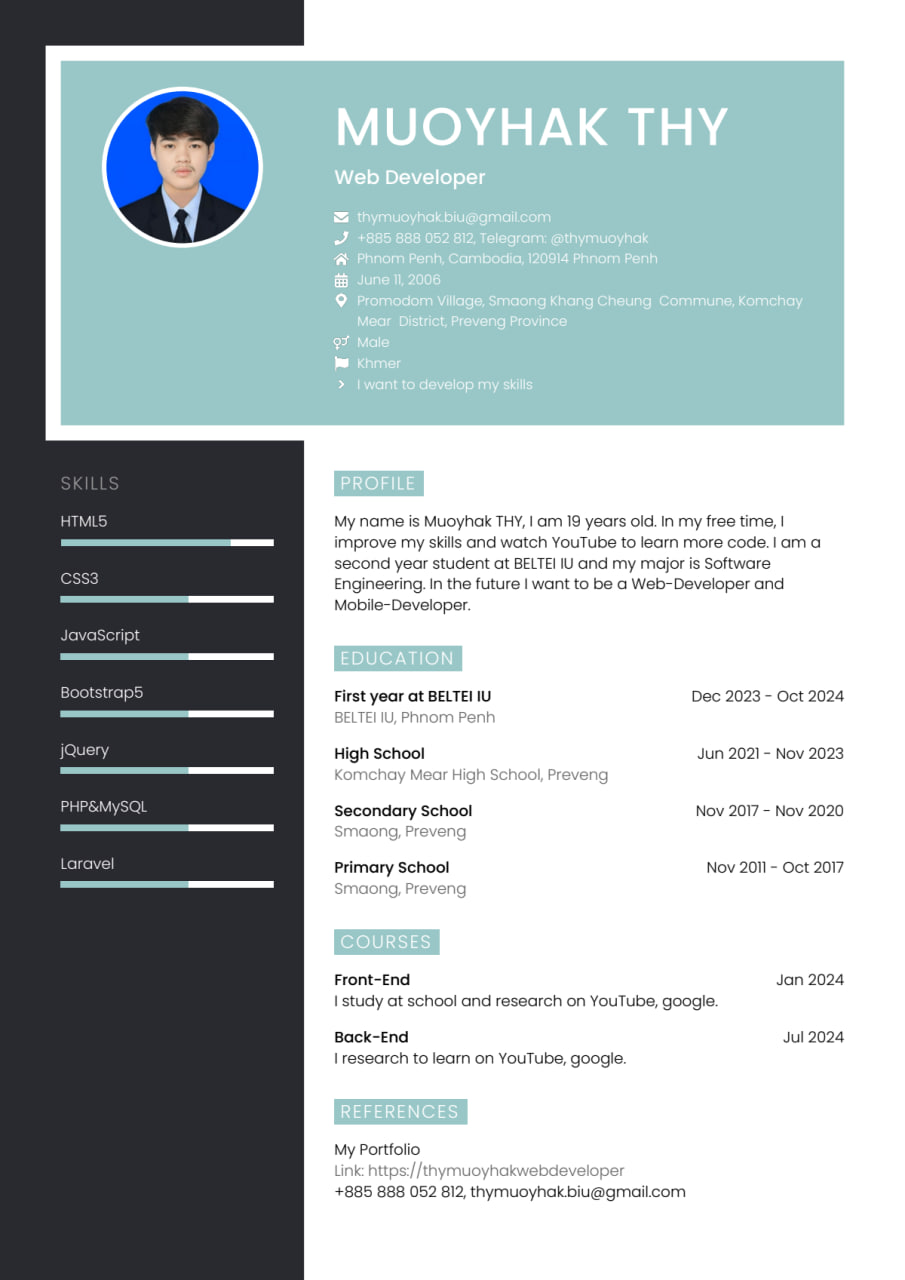 MUOYHAK THY
Web Developer
thymuoyhak.biu@gmail.com
+885 888 052 812, Telegram: @thymuoyhak
Phnom Penh, Cambodia, 120914 Phnom Penh
June 11, 2006
Promodom Village, Smaong Khang Cheung  Commune, Komchay
Mear  District, Preveng Province
Male
Khmer
I want to develop my skills
SKILLS
HTML5
CSS3
JavaScript
Bootstrap5
jQuery
PHP&MySQL
Laravel
PROFILE
My name is Muoyhak THY, I am 19 years old. In my free time, I
improve my skills and watch YouTube to learn more code. I am a
second year student at BELTEI IU and my major is Software
Engineering. In the future I want to be a Web-Developer and
Mobile-Developer.
EDUCATION
First year at BELTEI IU Dec 2023 - Oct 2024
BELTEI IU, Phnom Penh
High School Jun 2021 - Nov 2023
Komchay Mear High School, Preveng
Secondary School Nov 2017 - Nov 2020
Smaong, Preveng
Primary School Nov 2011 - Oct 2017
Smaong, Preveng
COURSES
Front-End Jan 2024
I study at school and research on YouTube, google.
Back-End Jul 2024
I research to learn on YouTube, google.
REFERENCES
My Portfolio
Link: https://thymuoyhakwebdeveloper
+885 888 052 812, thymuoyhak.biu@gmail.com